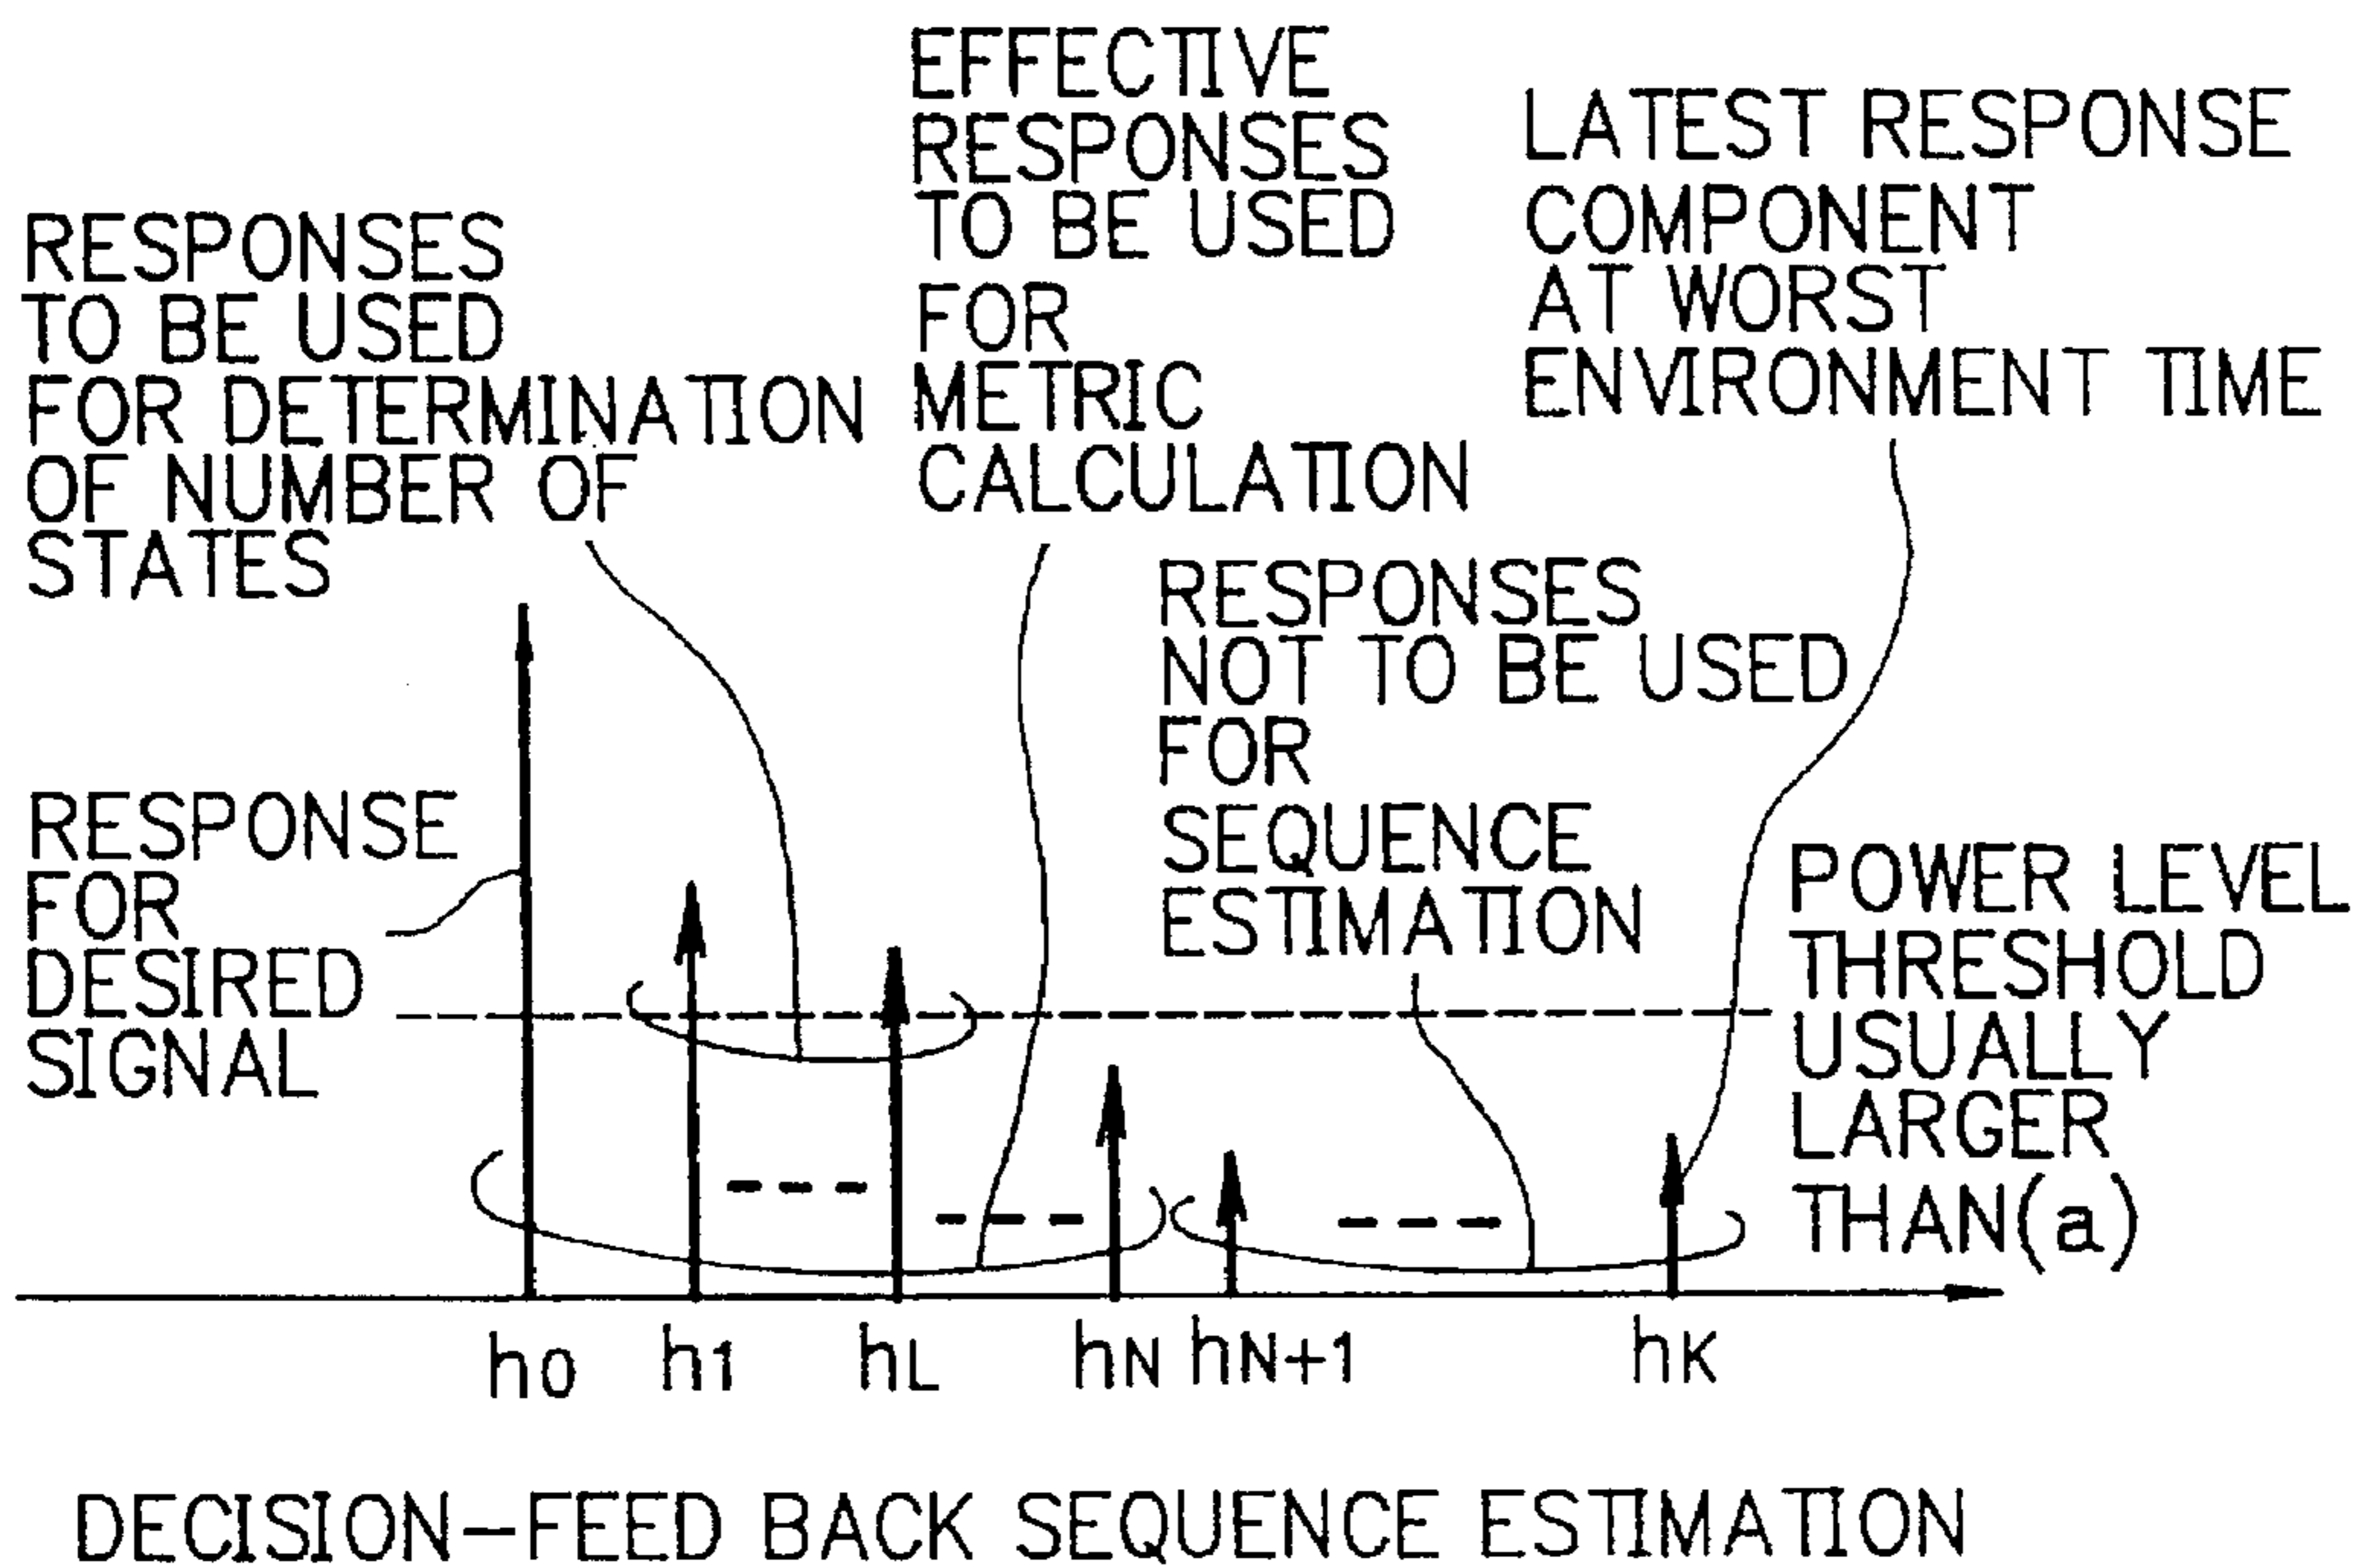 RESPONSES
TO BE USED
FOR DETERMINATION
OF NUMBER OF
STATES
EFFECTIVE
RESPONSES
TO BE USED
FOR
METRIC
CALCULATION
LATEST RESPONSE
COMPONENT
AT WORST
ENVIRONMENT TIME
RESPONSES
NOT TO BE USED
FOR
SEQUENCE
ESTIMATION
RESPONSE
FOR
DESIRED
SIGNAL
POWER LEVEL
THRESHOLD
USUALLY
LARGER
THAN(a)
h0 h1 hL hN hN+1 hK
DECISION-FEED BACK SEQUENCE ESTIMATION